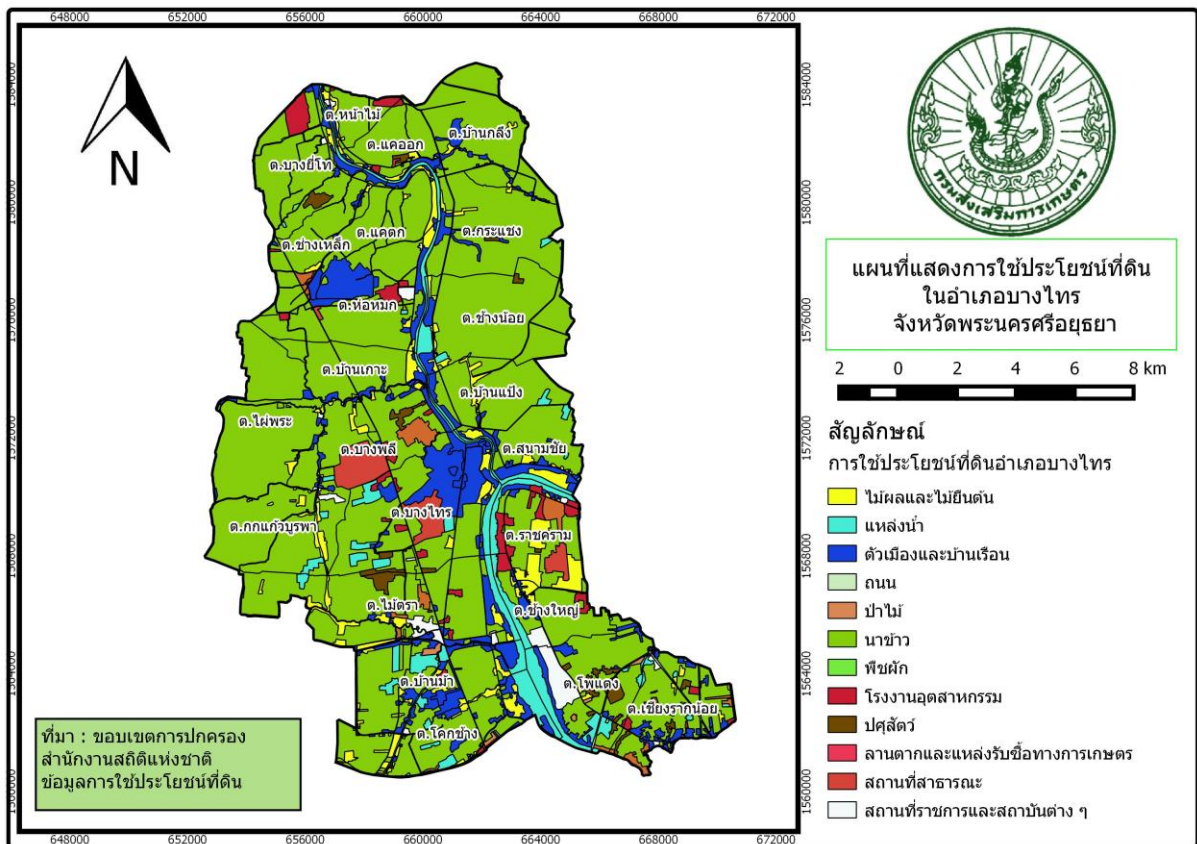 648000 652000 656000 660000 664000 668000 672000
1584000
1580000
1576000
1572000
1568000
1564000
1560000
N
ต.หน้าไม้
ต.แคออก
ต.บ้านกลึง
ต.บางยี่โท
ต.แคตก
ต.กระแชง
ต.ช่างเหล็ก
ต.ห่อหมก
ต.ช้างน้อย
ต.บ้านเกาะ
ต.บ้านแป้ง
ต.ไผ่พระ
ต.บางพลี
ต.สนามชัย
ต.บางไทร
ต.กกแก้วบูรพา
ต.ราชคราม
ต.ไม้ตรา
ต.ช้างใหญ่
ต.บ้านม้า
ต.โพแตง
ต.เชียงรากน้อย
ต.โคกช้าง
ที่มา : ขอบเขตการปกครอง
สำนักงานสถิติแห่งชาติ
ข้อมูลการใช้ประโยชน์ที่ดิน
1584000
1580000
1576000
1572000
1568000
1564000
1560000
648000 652000 656000 660000 664000 668000 672000
กรมส่งเสริมการเกษตร
แผนที่แสดงการใช้ประโยชน์ที่ดิน
ในอำเภอบางไทร
จังหวัดพระนครศรีอยุธยา
2 0 2 4 6 8 km
สัญลักษณ์
การใช้ประโยชน์ที่ดินอำเภอบางไทร
ไม้ผลและไม้ยืนต้น
แหล่งน้ำ
ตัวเมืองและบ้านเรือน
ถนน
ป่าไม้
นาข้าว
พืชผัก
โรงงานอุตสาหกรรม
ปศุสัตว์
ลานตากและแหล่งรับซื้อทางการเกษตร
สถานที่สาธารณะ
สถานที่ราชการและสถาบันต่าง ๆ